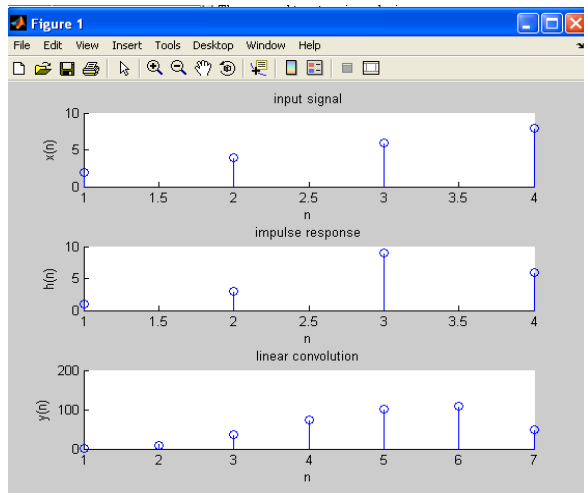 Figure 1
File Edit View Insert Tools Desktop Window Help
input signal
10
5
0
x(n)
1 1.5 2 2.5 3 3.5 4
n
impulse response
10
5
0
h(n)
1 1.5 2 2.5 3 3.5 4
n
linear convolution
200
100
0
y(n)
1 2 3 4 5 6 7
n